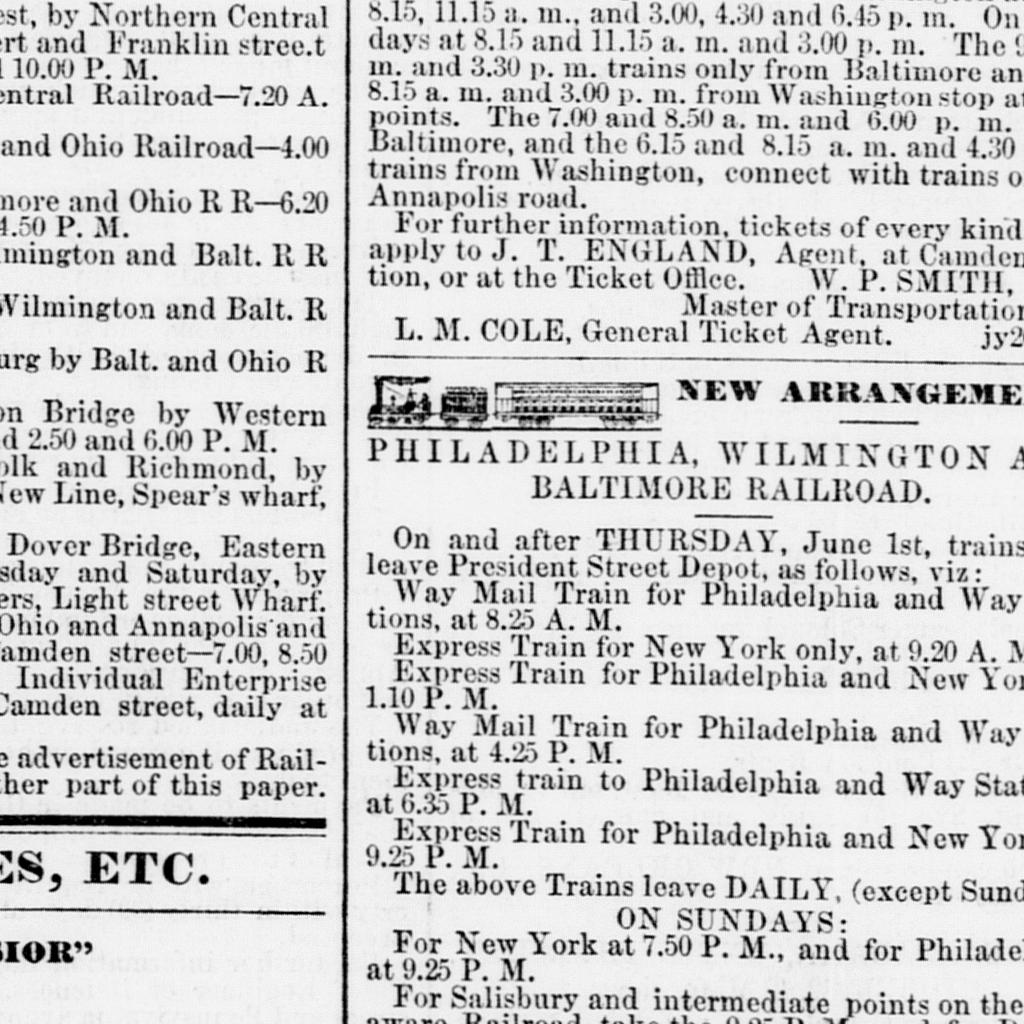 est, by Northern Central
ert and Franklin stree.t
10.00 P. M.
entral Railroad—7.20 A.
and Ohio Railroad—4.00
more and Ohio R R—6.20
4.50 P. M.
mington and Balt. R R
Wilmington and Balt. R
urg by Balt. and Ohio R
on Bridge by Western
d 2.50 and 6.00 P. M.
olk and Richmond, by
New Line, Spear's wharf,
Dover Bridge, Eastern
sday and Saturday, by
ers, Light street Wharf.
Ohio and Annapolis and
amden street—7.00, 8.50
Individual Enterprise
Camden street, daily at
e advertisement of Rail-
ther part of this paper.
ES, ETC.
SIOR"
8.15, 11.15 a. m., and 3.00, 4.30 and 6.45 p. m. On
days at 8.15 and 11.15 a. m. and 3.00 p. m. The 9
m. and 3.30 p. m. trains only from Baltimore an
8.15 a. m. and 3.00 p. m. from Washington stop at
points. The 7.00 and 8.50 a. m. and 6.00 p. m.
Baltimore, and the 6.15 and 8.15 a. m. and 4.30
trains from Washington, connect with trains o
Annapolis road.
For further information, tickets of every kind
apply to J. T. ENGLAND, Agent, at Camden
tion, or at the Ticket Office. W. P. SMITH,
Master of Transportation
L. M. COLE, General Ticket Agent. jy20
NEW ARRANGEME
PHILADELPHIA, WILMINGTON A
BALTIMORE RAILROAD.
On and after THURSDAY, June 1st, trains
leave President Street Depot, as follows, viz:
Way Mail Train for Philadelphia and Way
tions, at 8.25 A. M.
Express Train for New York only, at 9.20 A. M
Express Train for Philadelphia and New Yor
1.10 P. M.
Way Mail Train for Philadelphia and Way
tions, at 4.25 P. M.
Express train to Philadelphia and Way Stat
at 6.35 P. M.
Express Train for Philadelphia and New Yor
9.25 P. M.
The above Trains leave DAILY, (except Sund
ON SUNDAYS:
For New York at 7.50 P. M., and for Philadel
at 9.25 P. M.
For Salisbury and intermediate points on the
aware Railroad, take the